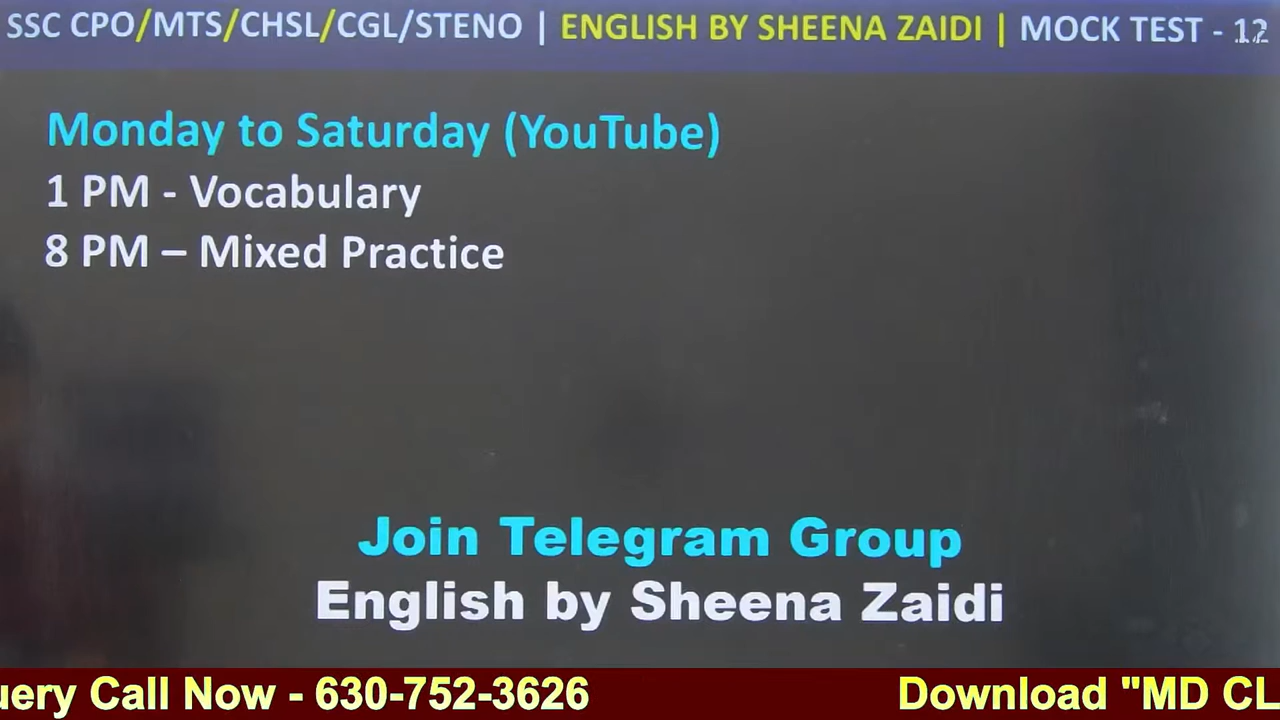 SSC CPO/MTS/CHSL/CGL/STENO | ENGLISH BY SHEENA ZAIDI | MOCK TEST - 12
Monday to Saturday (YouTube)
1 PM - Vocabulary
8 PM – Mixed Practice
Join Telegram Group
English by Sheena Zaidi
Call Now - 630-752-3626
Download "MD